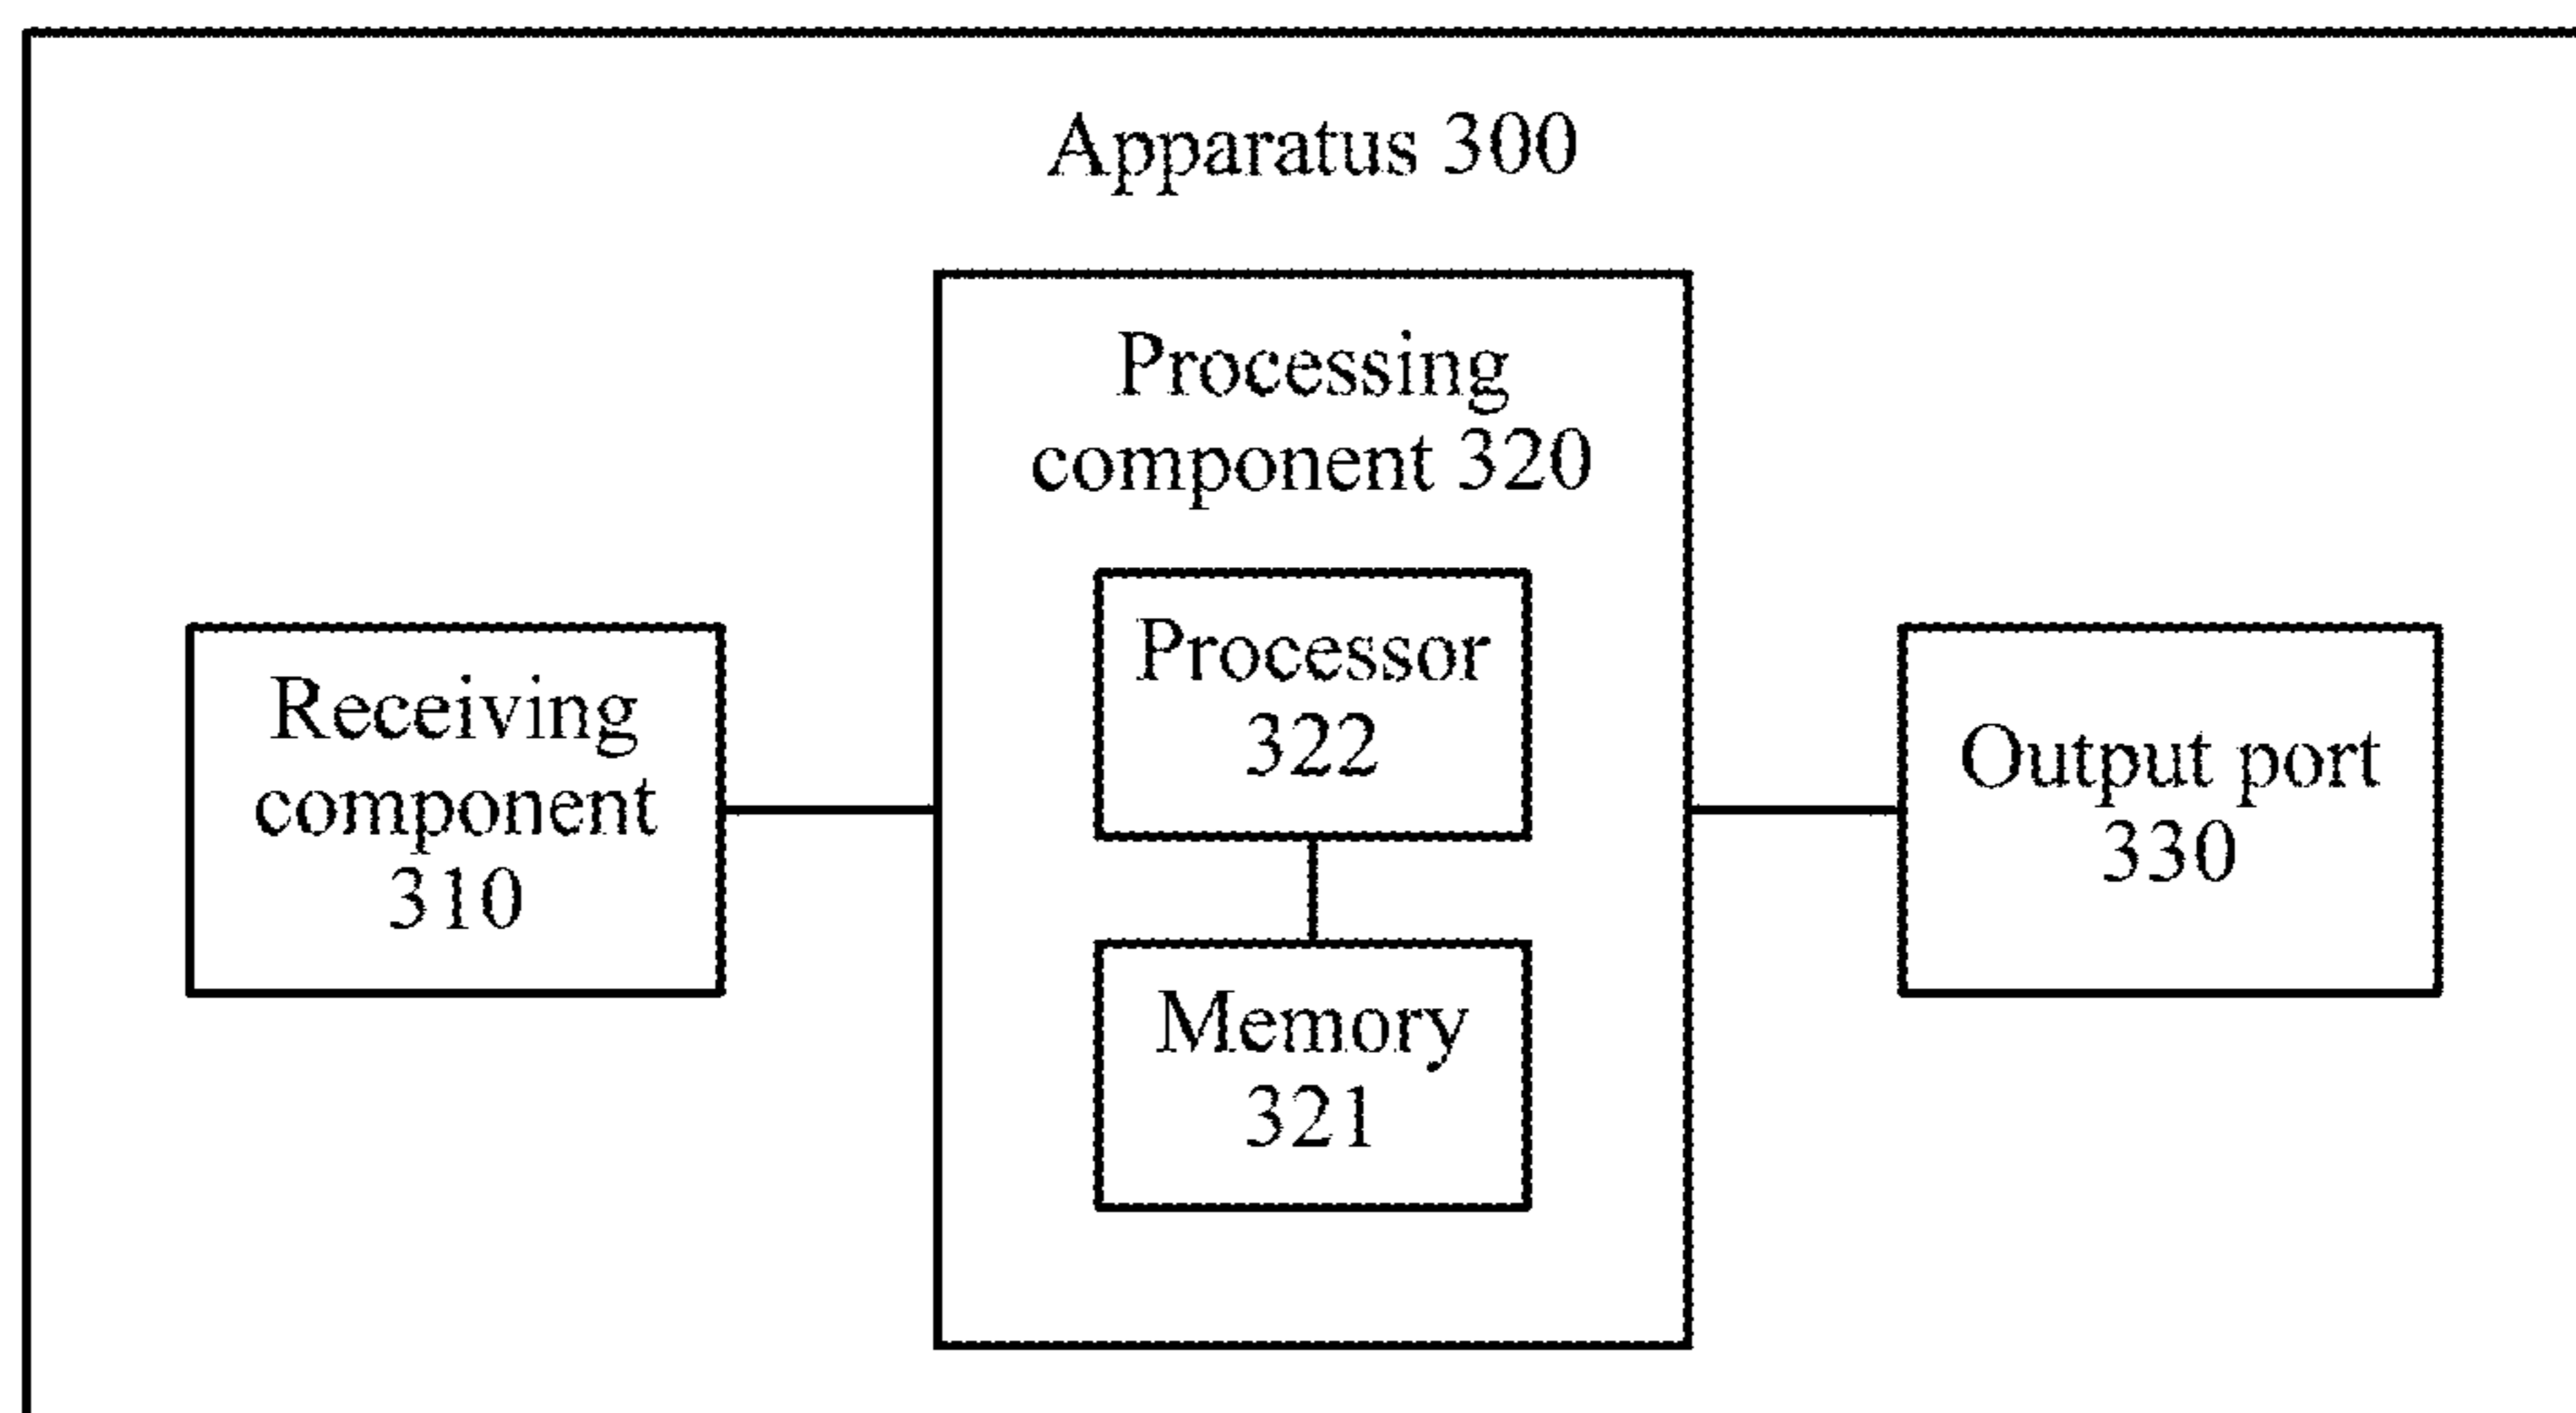 Apparatus 300
Processing
component 320
Processor
322
Memory
321
Receiving
component
310
Output port
330